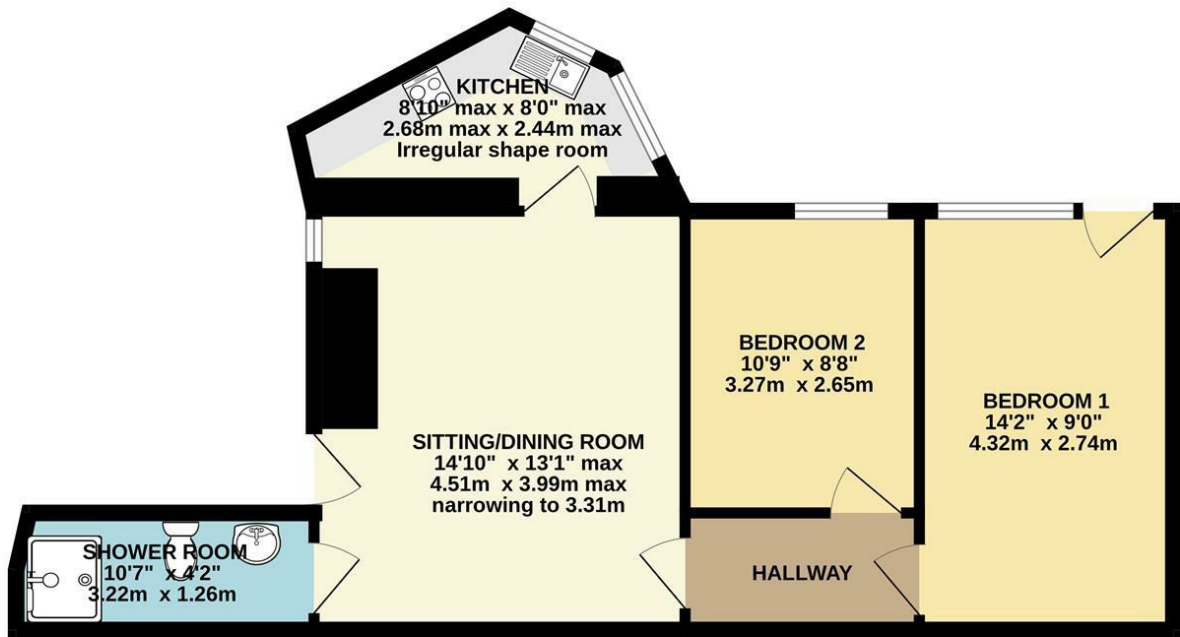 KITCHEN
8'10" max x 8'0" max
2.68m max x 2.44m max
Irregular shape room
BEDROOM 2
10'9" x 8'8"
3.27m x 2.65m
BEDROOM 1
14'2" x 9'0"
4.32m x 2.74m
SITTING/DINING ROOM
14'10" x 13'1" max
4.51m x 3.99m max
narrowing to 3.31m
SHOWER ROOM
10'7" x 4'2"
3.22m x 1.26m
HALLWAY